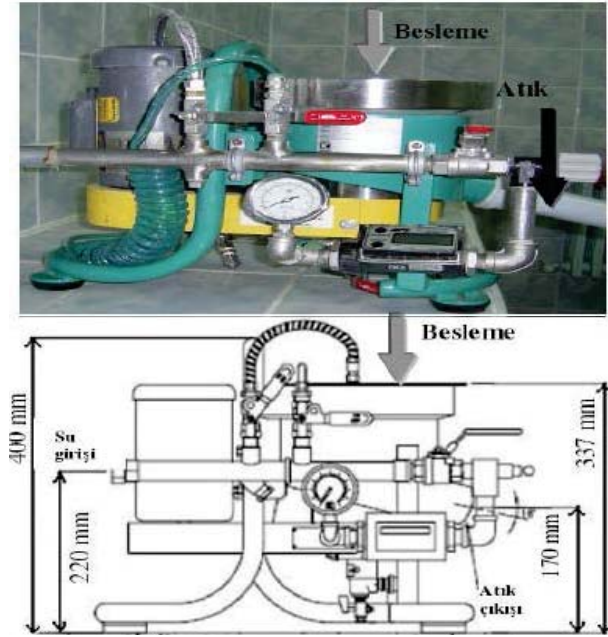 Besleme
Atık
Besleme
400 mm
Su
girişi
220 mm
337 mm
170 mm
Atık
çıkışı